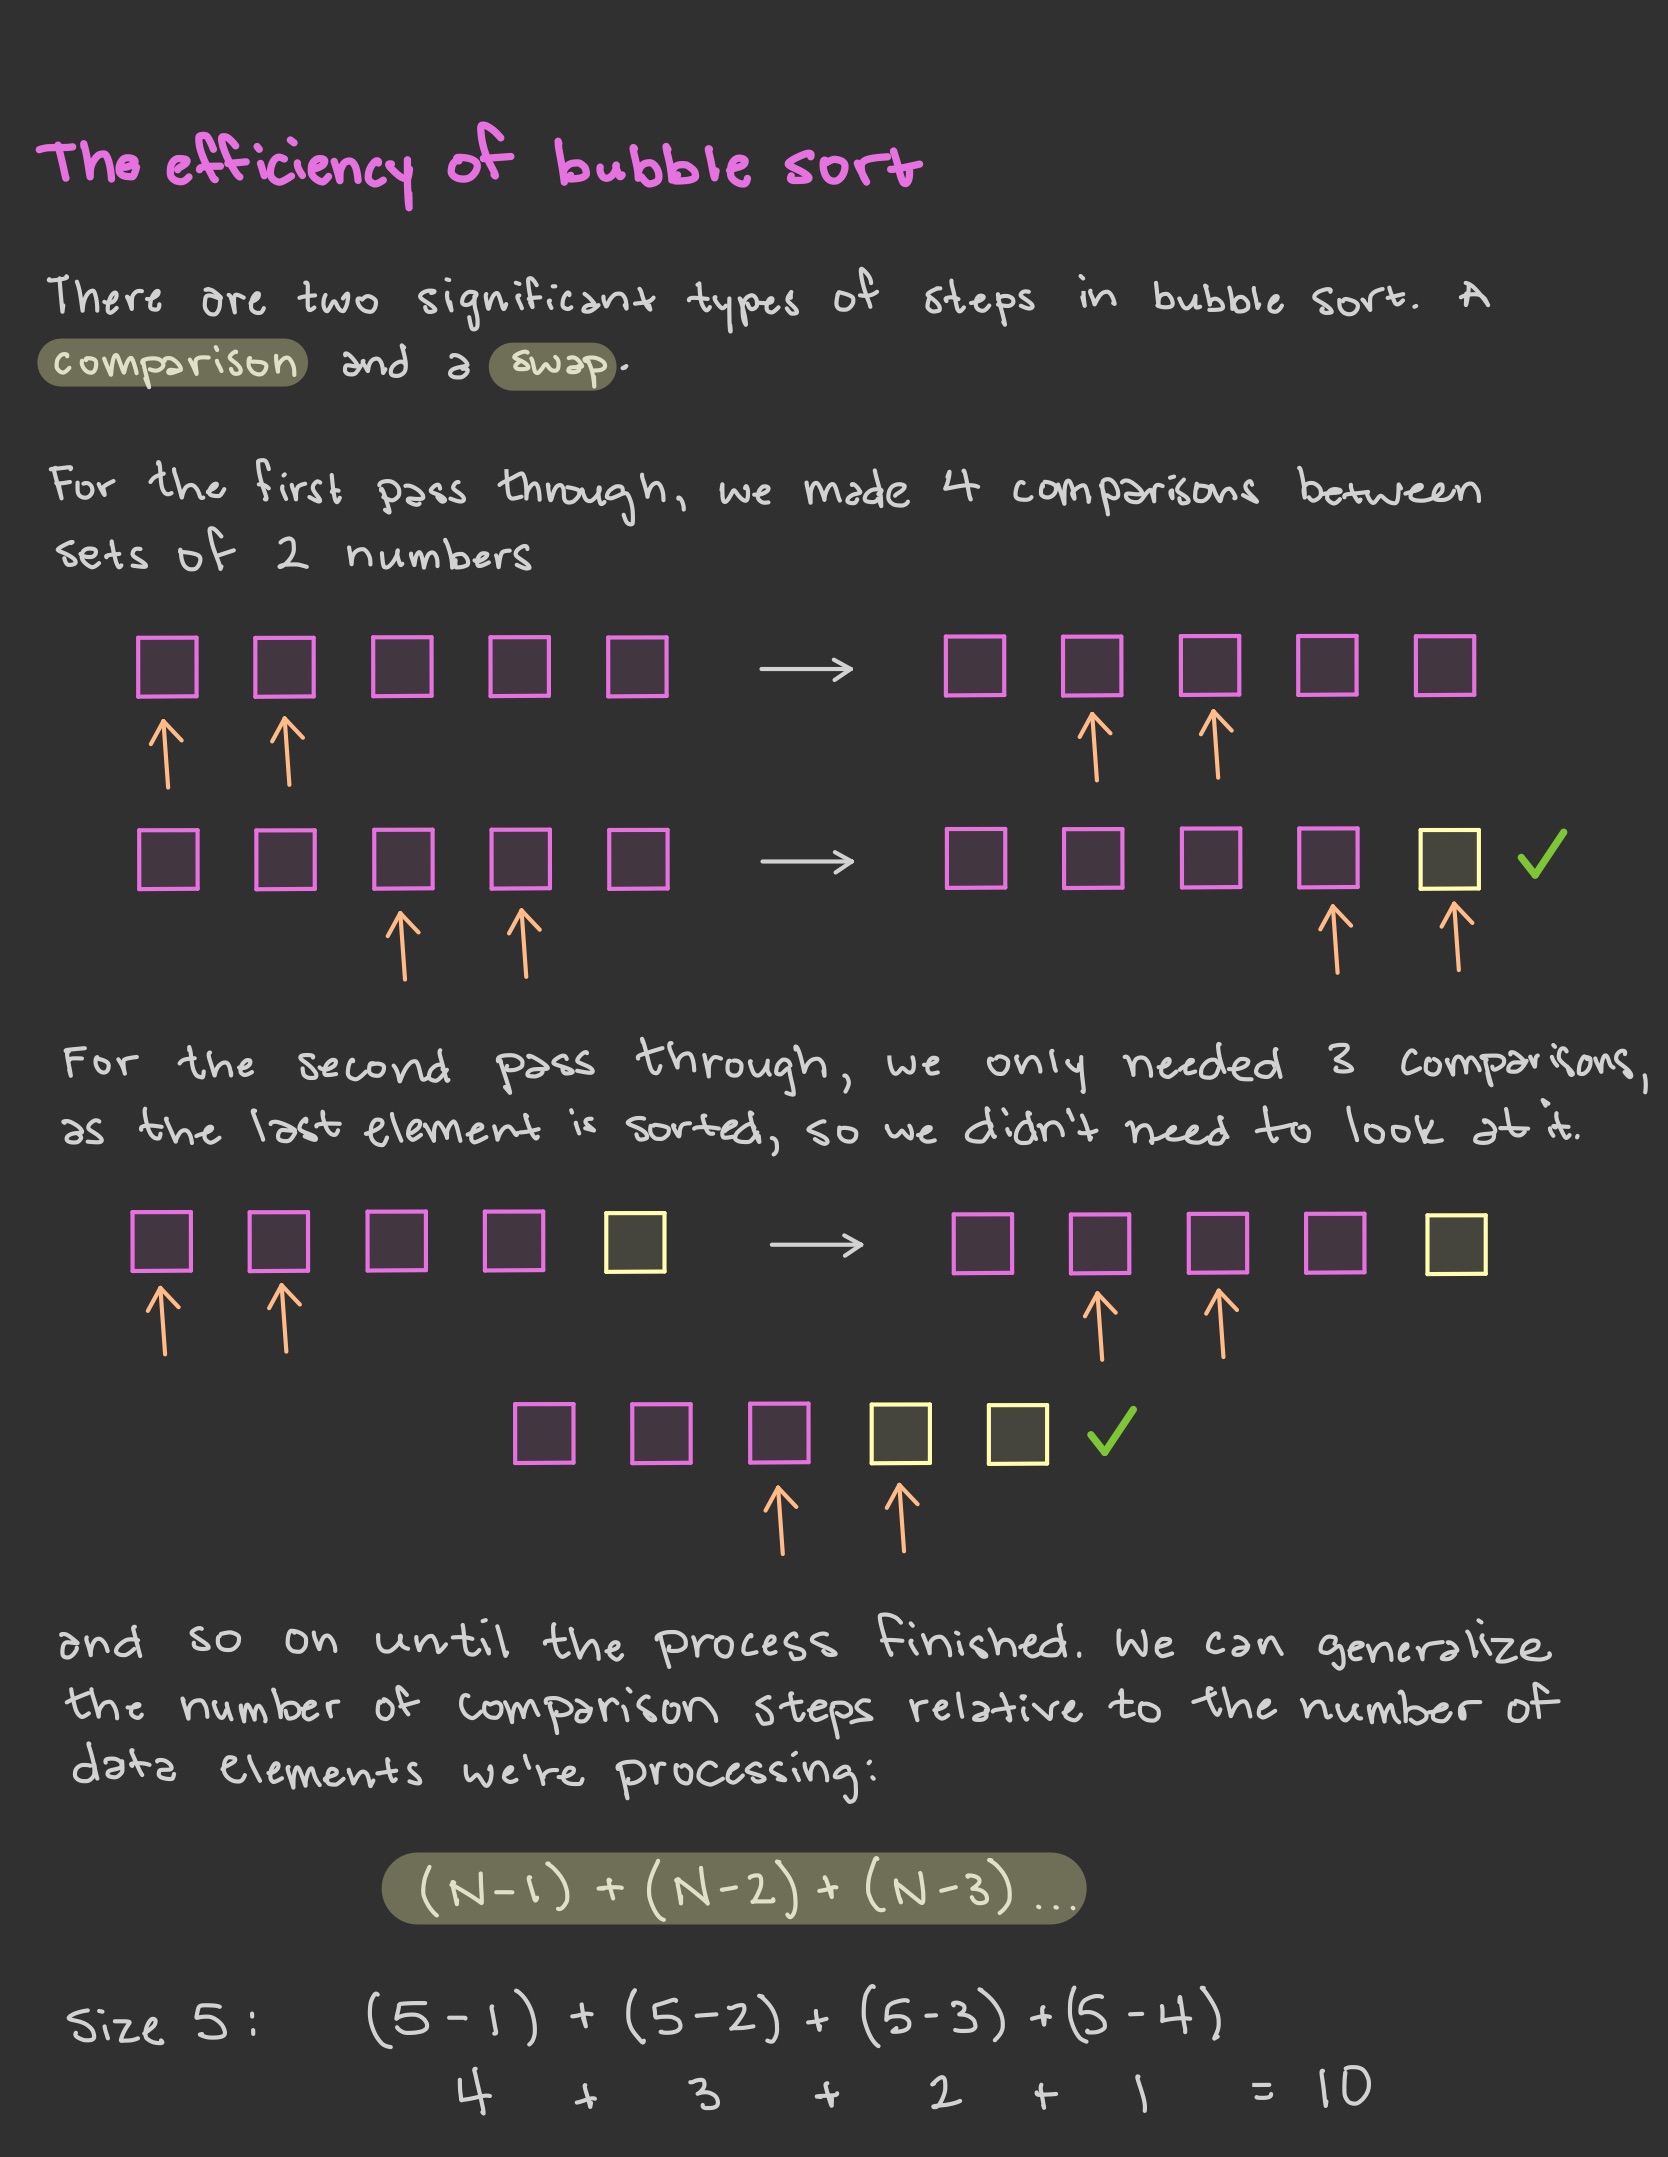 The efficiency of bubble sort
There are two significant types of steps in bubble sort. A
comparison and a swap.
For the first pass through, we made 4 comparisons between
sets of 2 numbers
For the second pass through, we only needed 3 comparisons,
as the last element is sorted, so we didn't need to look at it.
and so on until the process finished. We can generalize
the number of comparison steps relative to the number of
data elements we're processing:
(N-1) + (N-2) + (N-3) ...
Size 5: (5-1) + (5-2) + (5-3) + (5-4)
4 + 3 + 2 + 1 = 10